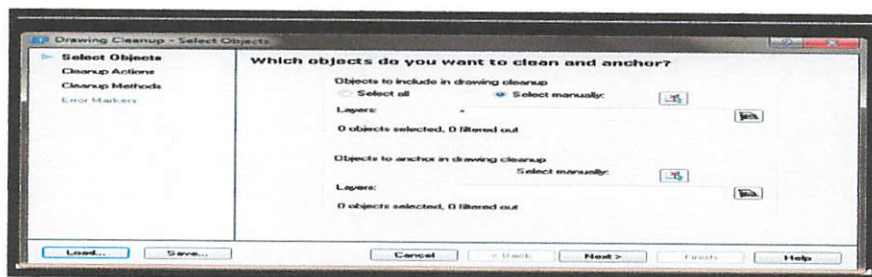 Drawing Cleanup - Select Objects
Select Objects
Cleanup Actions
Cleanup Methods
Error Markers
Which objects do you want to clean and anchor?
Objects to include in drawing cleanup
Select all
Select manually:
Layers: *
0 objects selected, 0 filtered out
Objects to anchor in drawing cleanup
Select manually:
Layers:
0 objects selected, 0 filtered out
Load... Save... Cancel < Back Next > Finish Help